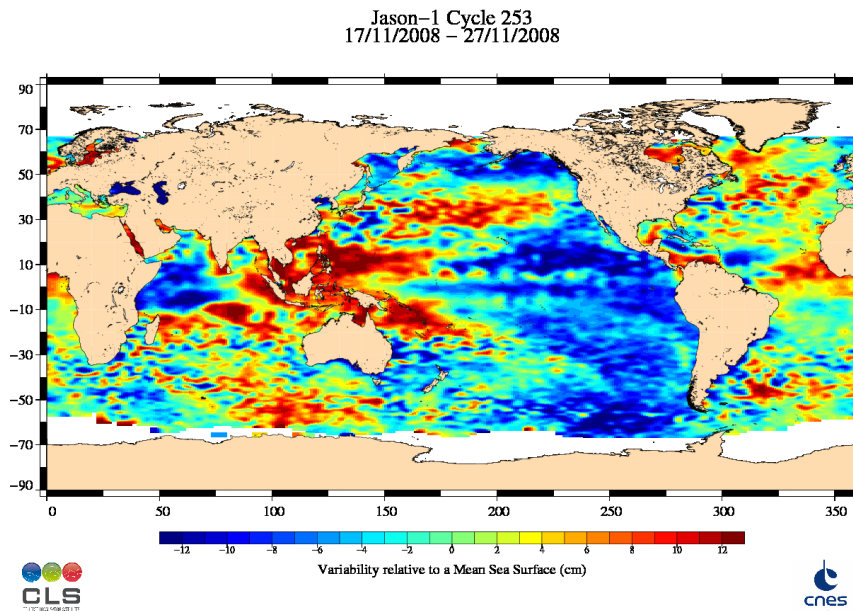 Jason-1 Cycle 253
17/11/2008 - 27/11/2008
90
70
50
30
10
-10
-30
-50
-70
-90
0 50 100 150 200 250 300 350
-12 -10 -8 -6 -4 -2 0 2 4 6 8 10 12
Variability relative to a Mean Sea Surface (cm)
CLS
cnes